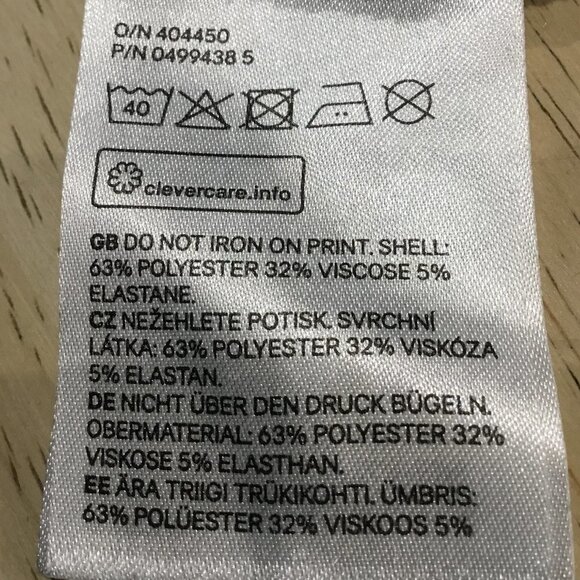 O/N 404450
P/N 0499438 5
40
clevercare.info
GB DO NOT IRON ON PRINT. SHELL:
63% POLYESTER 32% VISCOSE 5%
ELASTANE.
CZ NEŽEHLETE POTISK. SVRCHNÍ
LÁTKA: 63% POLYESTER 32% VISKÓZA
5% ELASTAN.
DE NICHT ÜBER DEN DRUCK BÜGELN.
OBERMATERIAL: 63% POLYESTER 32%
VISKOSE 5% ELASTHAN.
EE ÄRA TRIIGI TRÜKIKOHTI. ÜMBRIS:
63% POLÜESTER 32% VISKOOS 5%